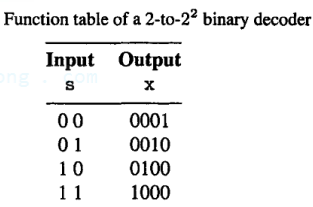 Function table of a 2-to-2² binary decoder
Input Output
s x
0 0 0001
0 1 0010
1 0 0100
1 1 1000